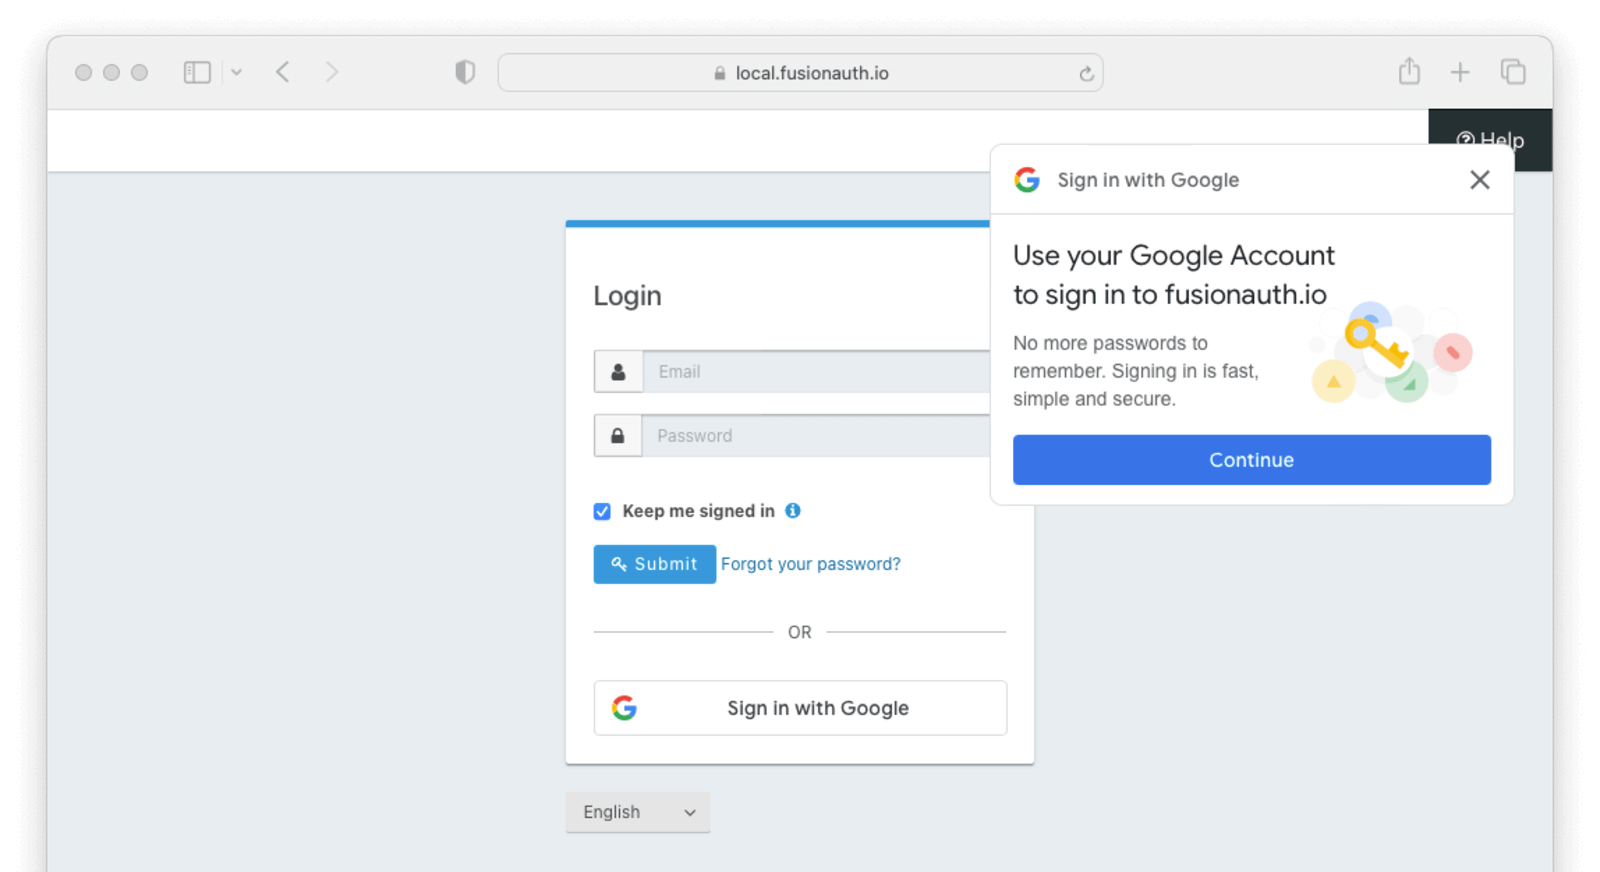 local.fusionauth.io
Help
Sign in with Google
Use your Google Account
to sign in to fusionauth.io
No more passwords to
remember. Signing in is fast,
simple and secure.
Continue
Login
Email
Password
Keep me signed in
Submit Forgot your password?
OR
Sign in with Google
English